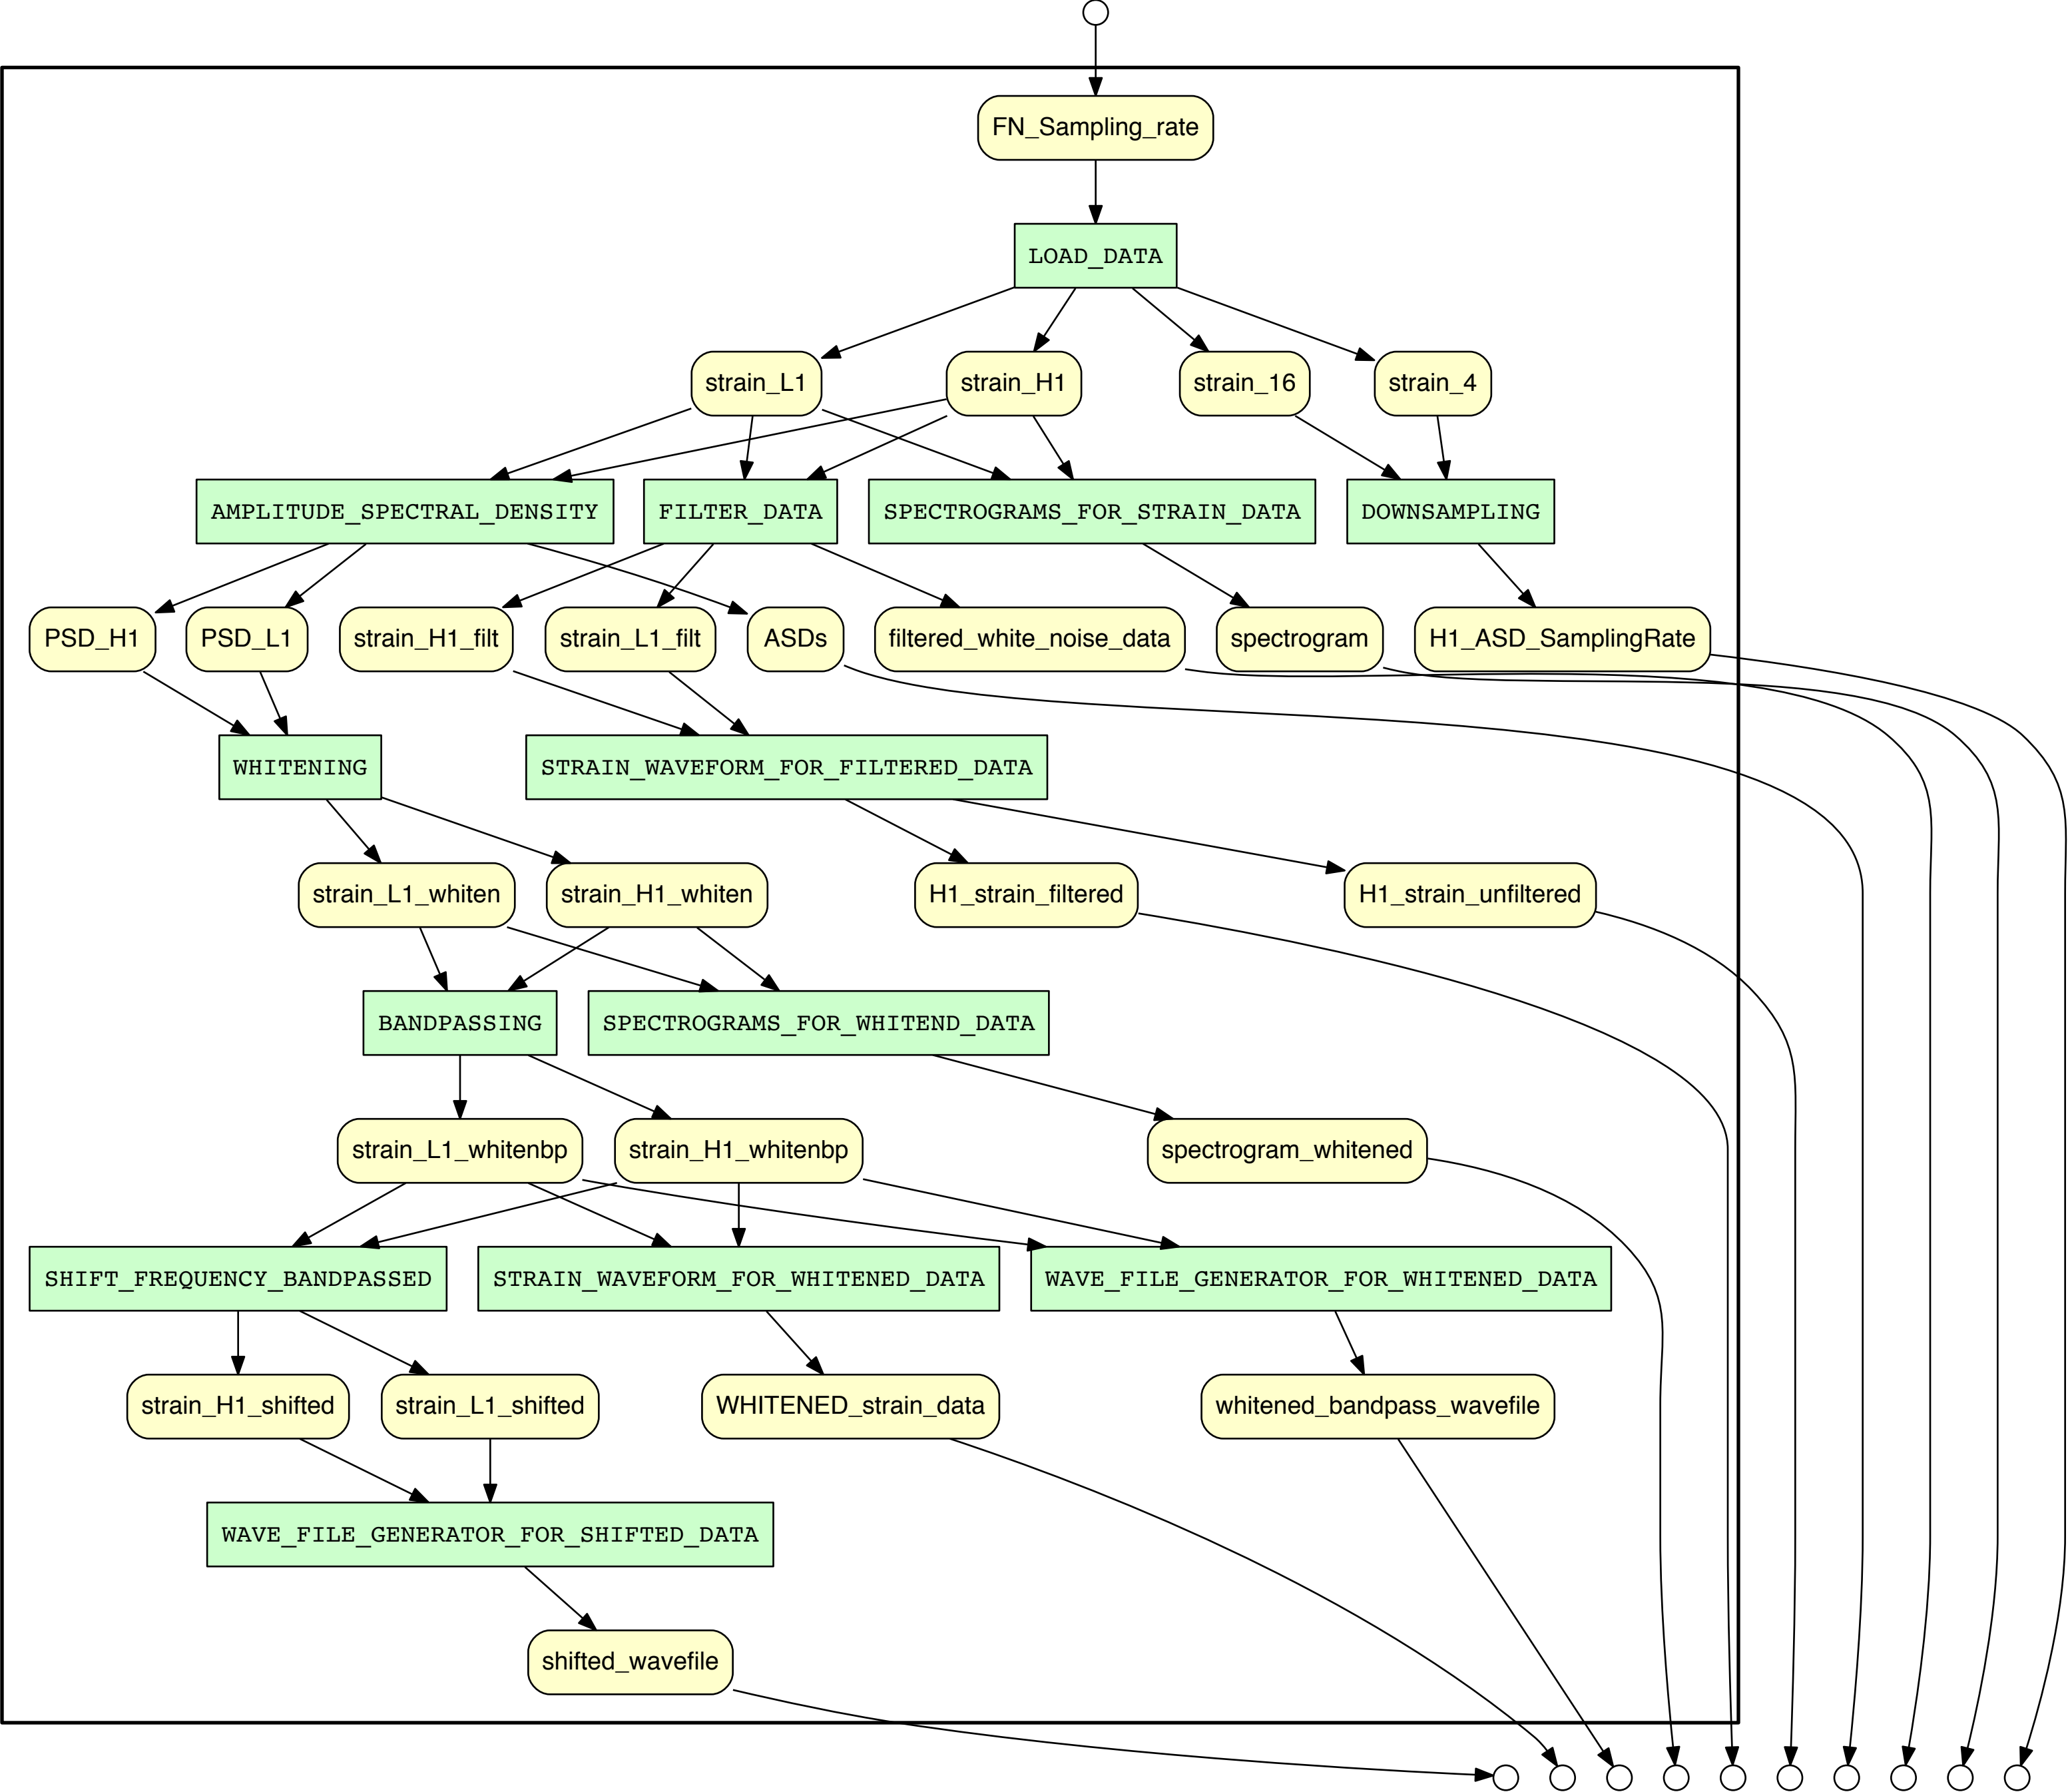 FN_Sampling_rate
LOAD_DATA
strain_L1
strain_H1
strain_16
strain_4
AMPLITUDE_SPECTRAL_DENSITY
FILTER_DATA
SPECTROGRAMS_FOR_STRAIN_DATA
DOWNSAMPLING
PSD_H1
PSD_L1
strain_H1_filt
strain_L1_filt
ASDs
filtered_white_noise_data
spectrogram
H1_ASD_SamplingRate
WHITENING
STRAIN_WAVEFORM_FOR_FILTERED_DATA
strain_L1_whiten
strain_H1_whiten
H1_strain_filtered
H1_strain_unfiltered
BANDPASSING
SPECTROGRAMS_FOR_WHITEND_DATA
strain_L1_whitenbp
strain_H1_whitenbp
spectrogram_whitened
SHIFT_FREQUENCY_BANDPASSED
STRAIN_WAVEFORM_FOR_WHITENED_DATA
WAVE_FILE_GENERATOR_FOR_WHITENED_DATA
strain_H1_shifted
strain_L1_shifted
WHITENED_strain_data
whitened_bandpass_wavefile
WAVE_FILE_GENERATOR_FOR_SHIFTED_DATA
shifted_wavefile